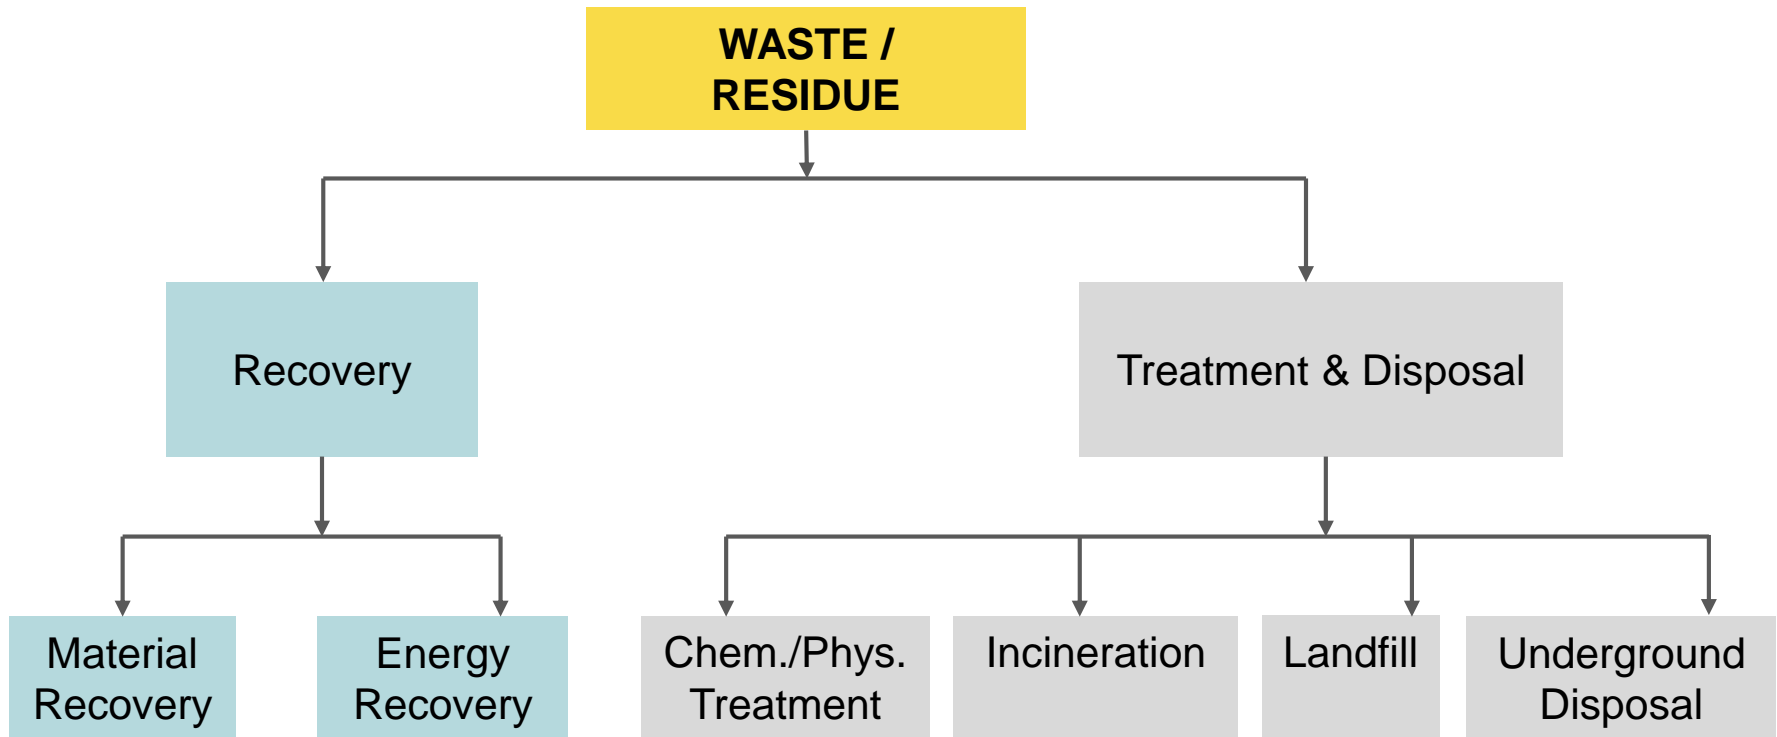 WASTE /
RESIDUE
Recovery
Treatment & Disposal
Material
Recovery
Energy
Recovery
Chem./Phys.
Treatment
Incineration
Landfill
Underground
Disposal